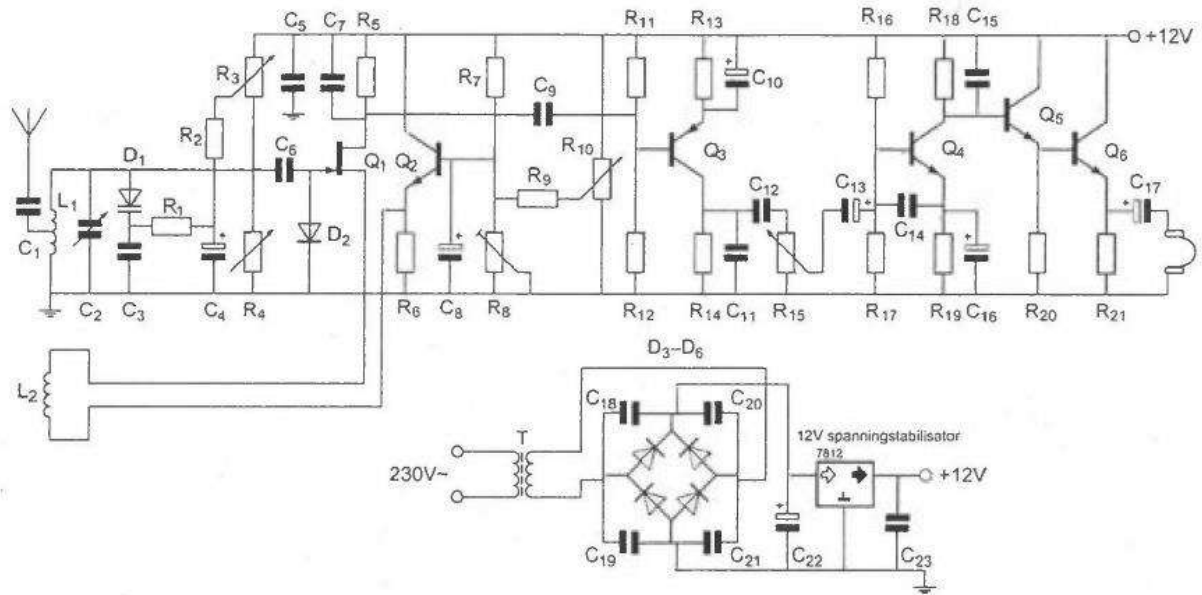 C5 C7 R5 R11 R13 R16 R18 C15
+12V
R3 R7 C9 + C10
R2 D1 C6 Q1 Q2 R10 Q3 Q4 Q5 Q6
L1 R1 R9 C12 C13 + C17 +
C1 + D2 + C14 +
C2 C3 C4 R4 R6 C8 R8 R12 R14 C11 R15 R17 R19 C16 R20 R21
L2
D3–D6
C18 C20
T
12V spanningstabilisator
7812
230V~
+12V
+
C19 C21 C22 C23